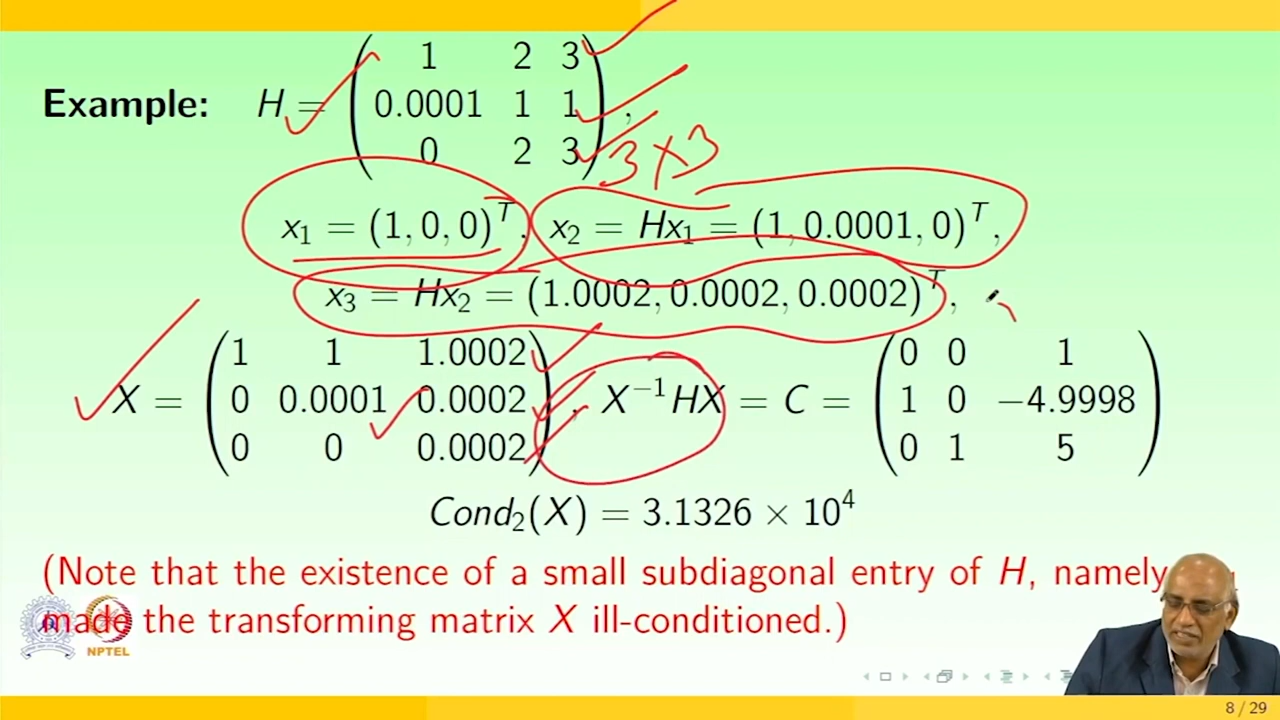 Example: H = ( 1 2 3
0.0001 1 1
0 2 3 ),
3×3
x₁ = (1, 0, 0)ᵀ, x₂ = Hx₁ = (1, 0.0001, 0)ᵀ,
x₃ = Hx₂ = (1.0002, 0.0002, 0.0002)ᵀ,
X = ( 1 1 1.0002
0 0.0001 0.0002
0 0 0.0002 ), X⁻¹HX = C = ( 0 0 1
1 0 −4.9998
0 1 5 )
Cond₂(X) = 3.1326 × 10⁴
(Note that the existence of a small subdiagonal entry of H, namely
made the transforming matrix X ill-conditioned.)
NPTEL
8 / 29